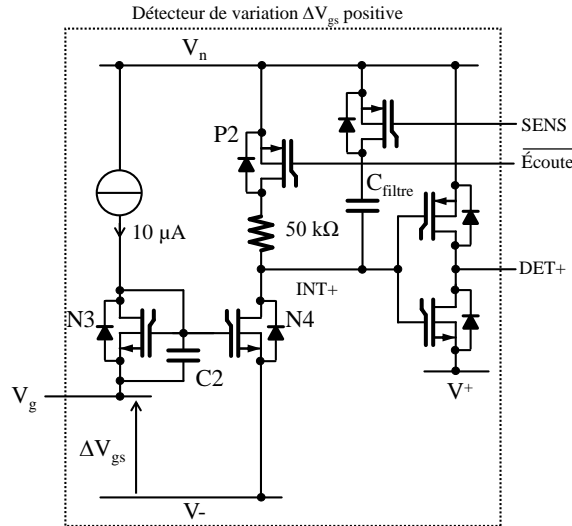 Détecteur de variation ΔVgs positive
Vn
SENS
P2
Écoute
Cfiltre
10 µA
50 kΩ
INT+
DET+
N3
N4
C2
V+
Vg
ΔVgs
V-